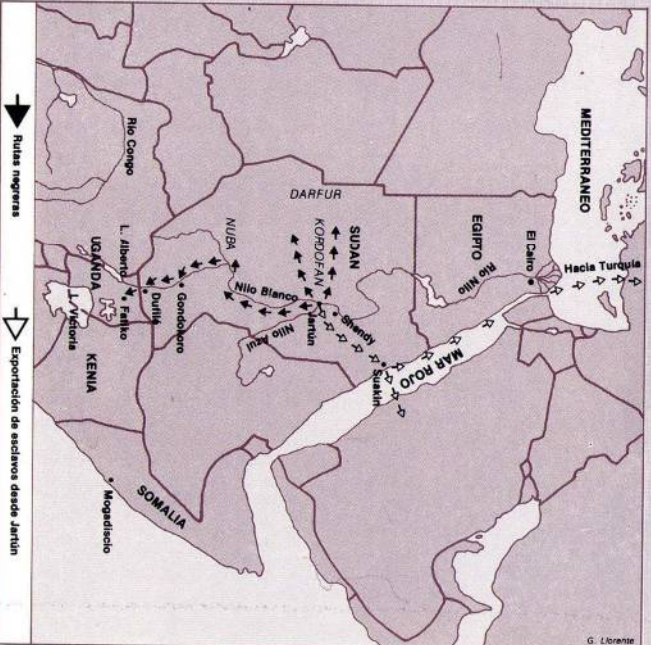 MEDITERRANEO
Hacia Turquía
El Cairo
EGIPTO
Río Nilo
MAR ROJO
DARFUR
SUDAN
KORDOFAN
Shendy
Suakin
Jartún
NUBA
Nilo Blanco
Nilo Azul
Gondokoro
Dufilé
Fatiko
L. Alberto
UGANDA
L. Victoria
KENIA
Río Congo
SOMALIA
Mogadiscio
Rutas negreras
Exportación de esclavos desde Jartún
G. Llorente